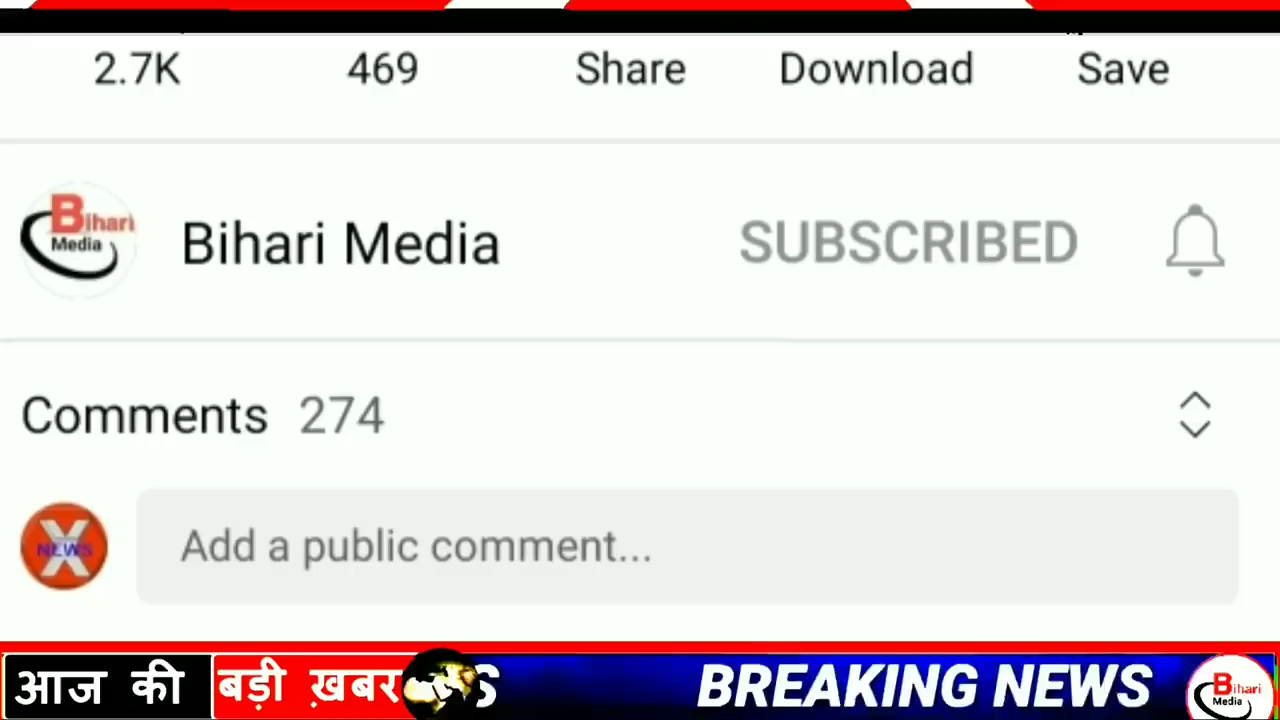 2.7K 469 Share Download Save
Bihari Media
Bihari Media SUBSCRIBED
Comments 274
X NEWS
Add a public comment...
आज की बड़ी ख़बर S BREAKING NEWS
Bihari Media